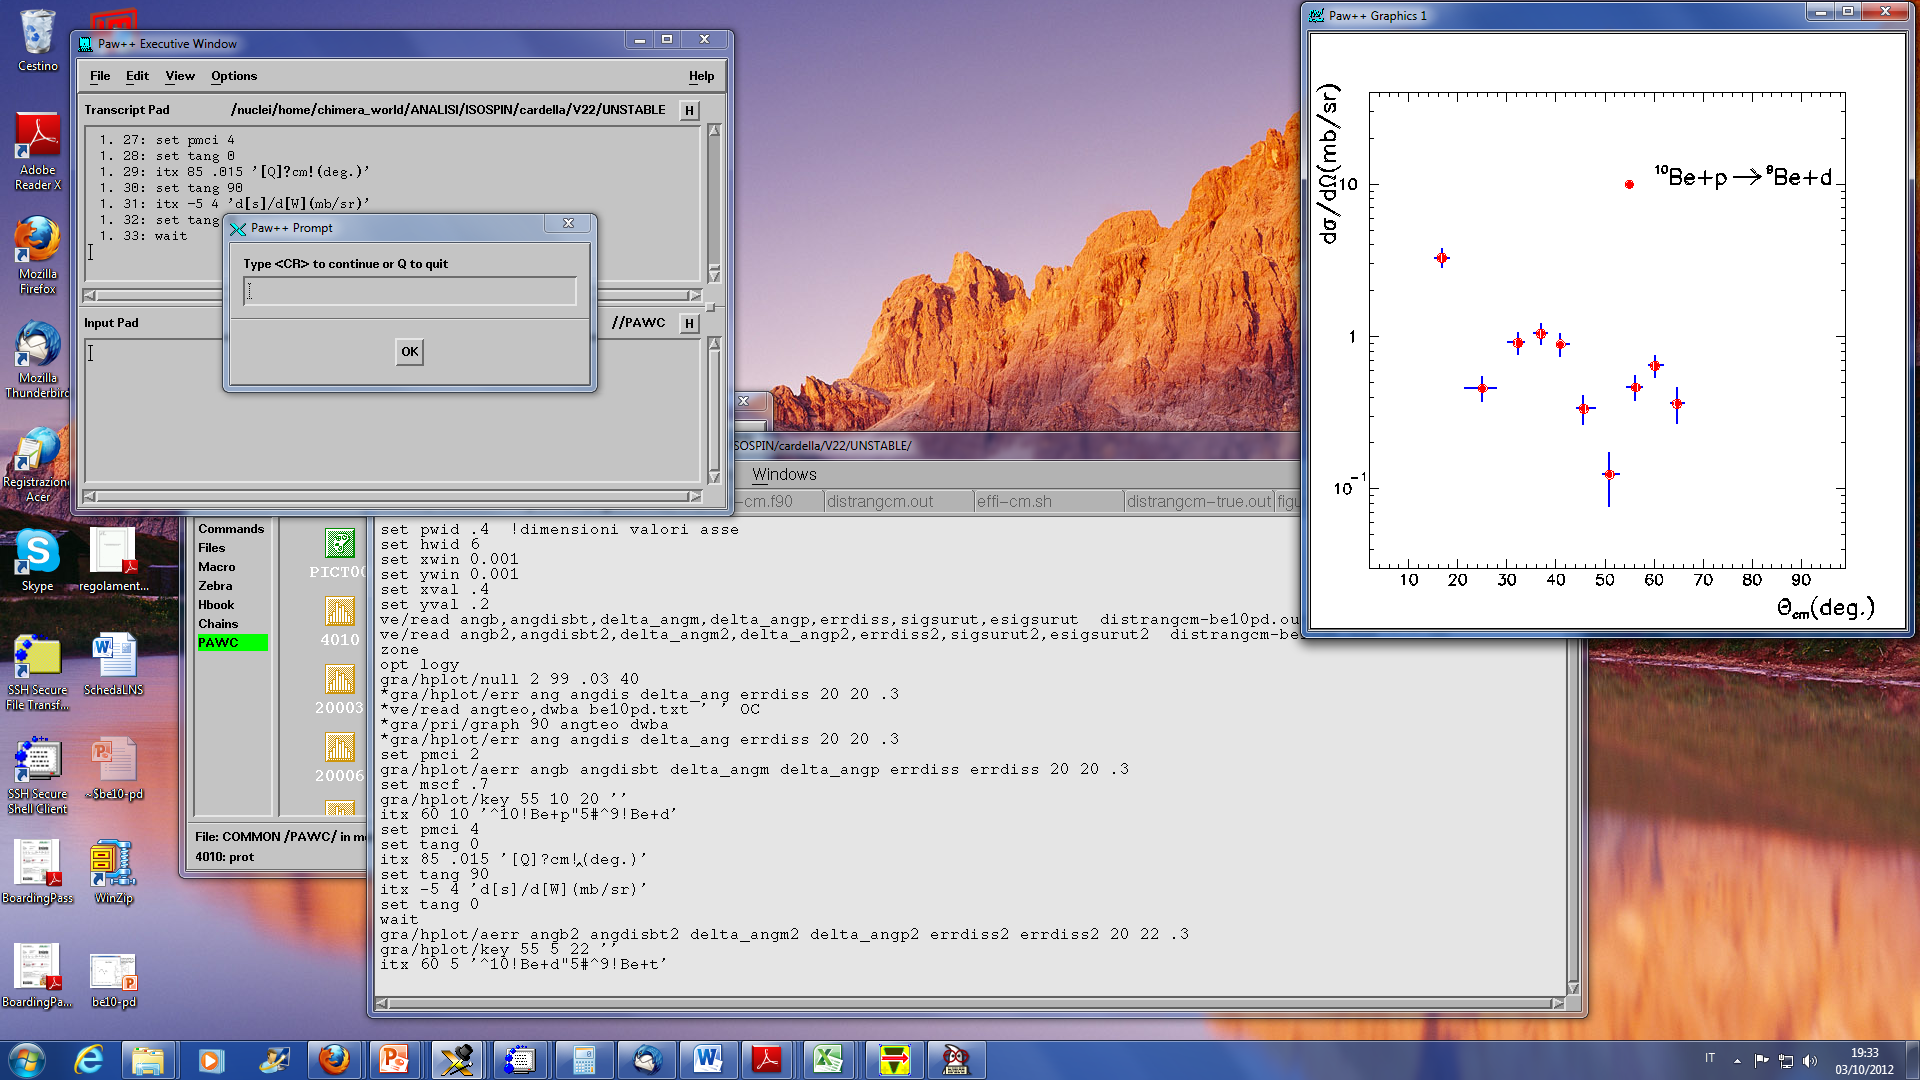 Cestino
Adobe
Reader X
Mozilla
Firefox
Mozilla
Thunderbird
Registrazione
Acer
Skype
regolament...
SSH Secure
File Transf...
SchedaLNS
SSH Secure
Shell Client
~$be10-pd
BoardingPass
WinZip
BoardingPa...
be10-pd
Paw++ Executive Window
File Edit View Options Help
Transcript Pad /nuclei/home/chimera_world/ANALISI/ISOSPIN/cardella/V22/UNSTABLE H
1. 27: set pmci 4
1. 28: set tang 0
1. 29: itx 85 .015 '[Q]?cm!(deg.)'
1. 30: set tang 90
1. 31: itx -5 4 'd[s]/d[W](mb/sr)'
1. 32: set tang
1. 33: wait
Input Pad //PAWC H
Paw++ Prompt
Type <CR> to continue or Q to quit
OK
Paw++ Graphics 1
dσ/dΩ(mb/sr)
10
1
10⁻¹
¹⁰Be+p→⁹Be+d
10 20 30 40 50 60 70 80 90
Θcm(deg.)
SOSPIN/cardella/V22/UNSTABLE/
Windows
-cm.f90 distrangcm.out effi-cm.sh distrangcm-true.out figu
set pwid .4 !dimensioni valori asse
set hwid 6
set xwin 0.001
set ywin 0.001
set xval .4
set yval .2
ve/read angb,angdisbt,delta_angm,delta_angp,errdiss,sigsurut,esigsurut distrangcm-be10pd.ou
ve/read angb2,angdisbt2,delta_angm2,delta_angp2,errdiss2,sigsurut2,esigsurut2 distrangcm-be
zone
opt logy
gra/hplot/null 2 99 .03 40
*gra/hplot/err ang angdis delta_ang errdiss 20 20 .3
*ve/read angteo,dwba be10pd.txt ' ' OC
*gra/pri/graph 90 angteo dwba
*gra/hplot/err ang angdis delta_ang errdiss 20 20 .3
set pmci 2
gra/hplot/aerr angb angdisbt delta_angm delta_angp errdiss errdiss 20 20 .3
set mscf .7
gra/hplot/key 55 10 20 ''
itx 60 10 '^10!Be+p"5#^9!Be+d'
set pmci 4
set tang 0
itx 85 .015 '[Q]?cm!(deg.)'
set tang 90
itx -5 4 'd[s]/d[W](mb/sr)'
set tang 0
wait
gra/hplot/aerr angb2 angdisbt2 delta_angm2 delta_angp2 errdiss2 errdiss2 20 22 .3
gra/hplot/key 55 5 22 ''
itx 60 5 '^10!Be+d"5#^9!Be+t'
Commands
Files
Macro
Zebra
Hbook
Chains
PAWC
PICT00
4010
20003
20006
File: COMMON /PAWC/ in me
4010: prot
IT
19:33
03/10/2012